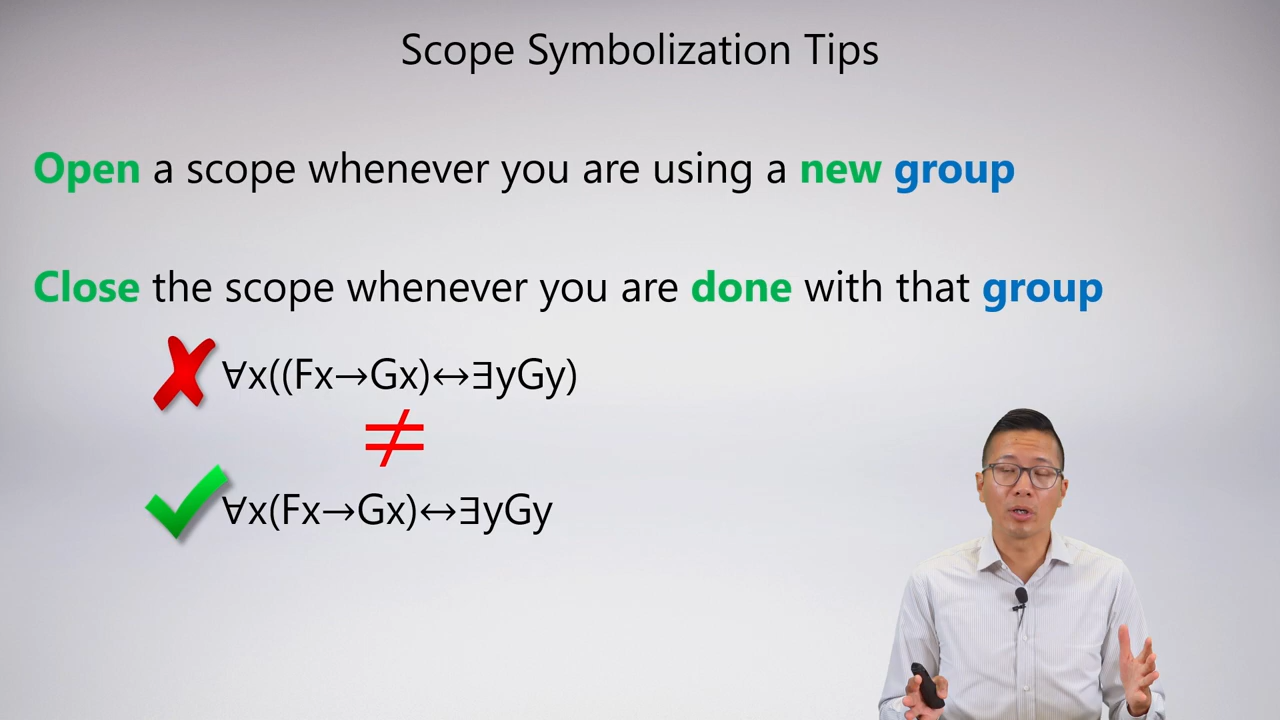 Scope Symbolization Tips
Open a scope whenever you are using a new group
Close the scope whenever you are done with that group
∀x((Fx→Gx)↔∃yGy)
≠
∀x(Fx→Gx)↔∃yGy